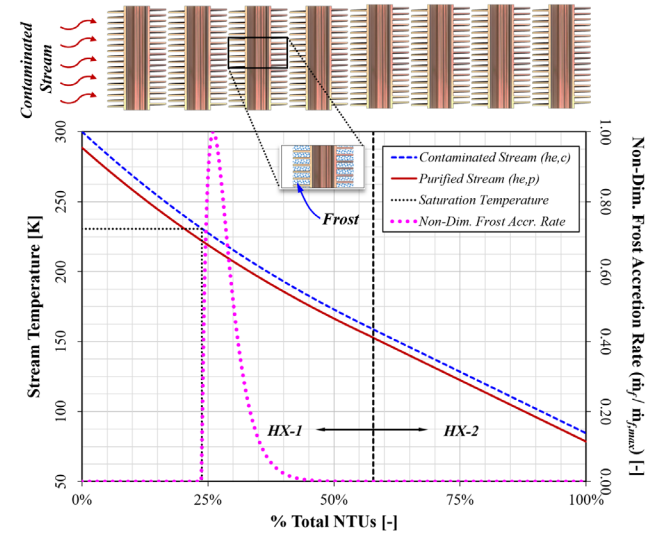 Contaminated
Stream
300
250
200
150
100
50
Stream Temperature [K]
0%
25%
50%
75%
100%
% Total NTUs [-]
1.00
0.80
0.60
0.40
0.20
0.00
Non-Dim. Frost Accretion Rate (ṁf / ṁf,max) [-]
Contaminated Stream (he,c)
Purified Stream (he,p)
Saturation Temperature
Non-Dim. Frost Accr. Rate
Frost
HX-1
HX-2